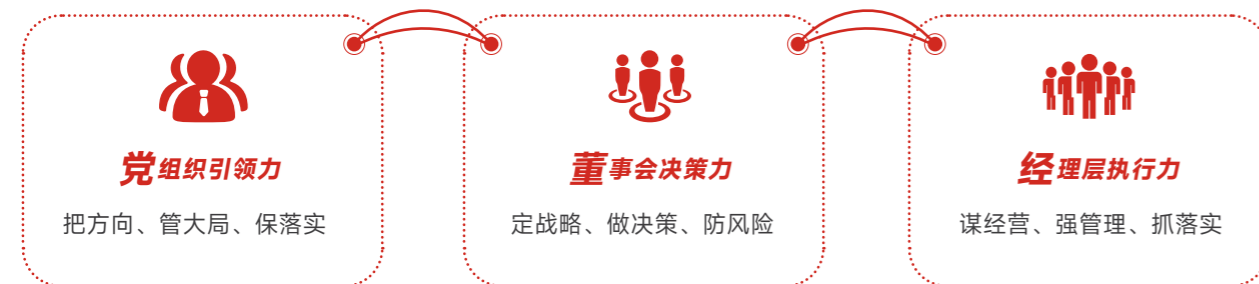 党组织引领力
把方向、管大局、保落实
董事会决策力
定战略、做决策、防风险
经理层执行力
谋经营、强管理、抓落实